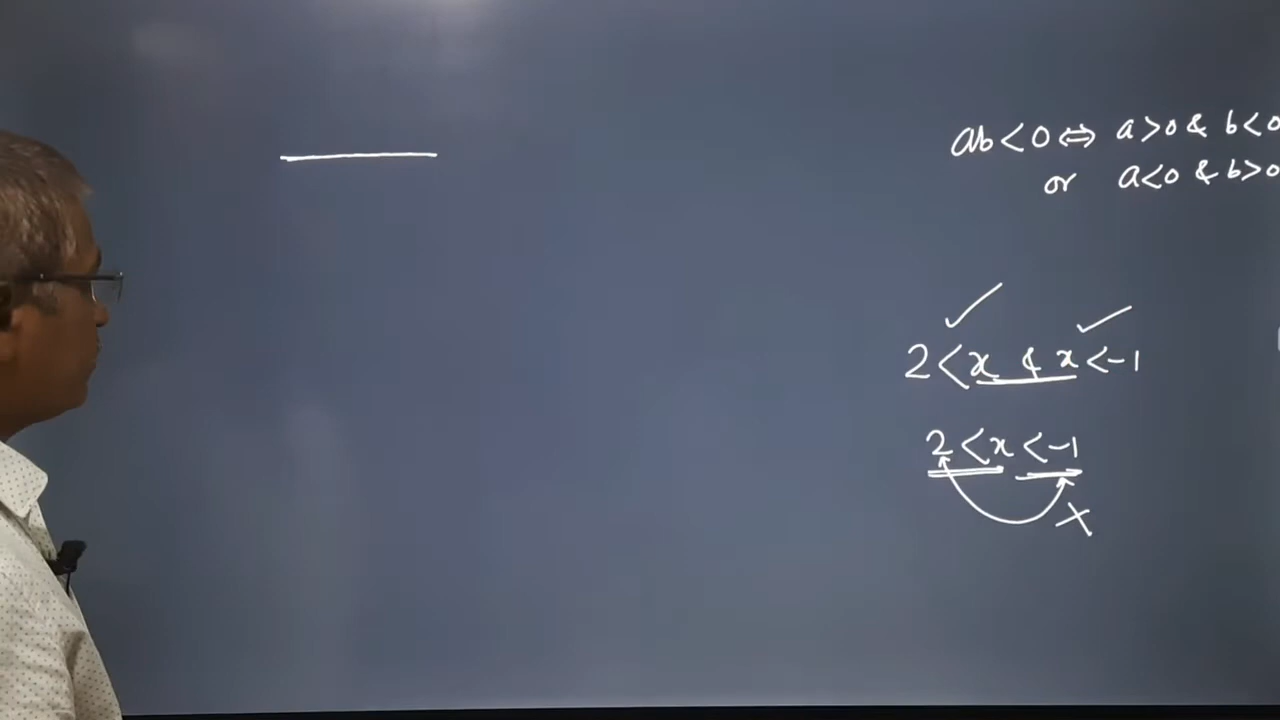 ab<0⇔ a>0 & b<0
or a<0 & b>0
2<x & x<-1
2<x<-1